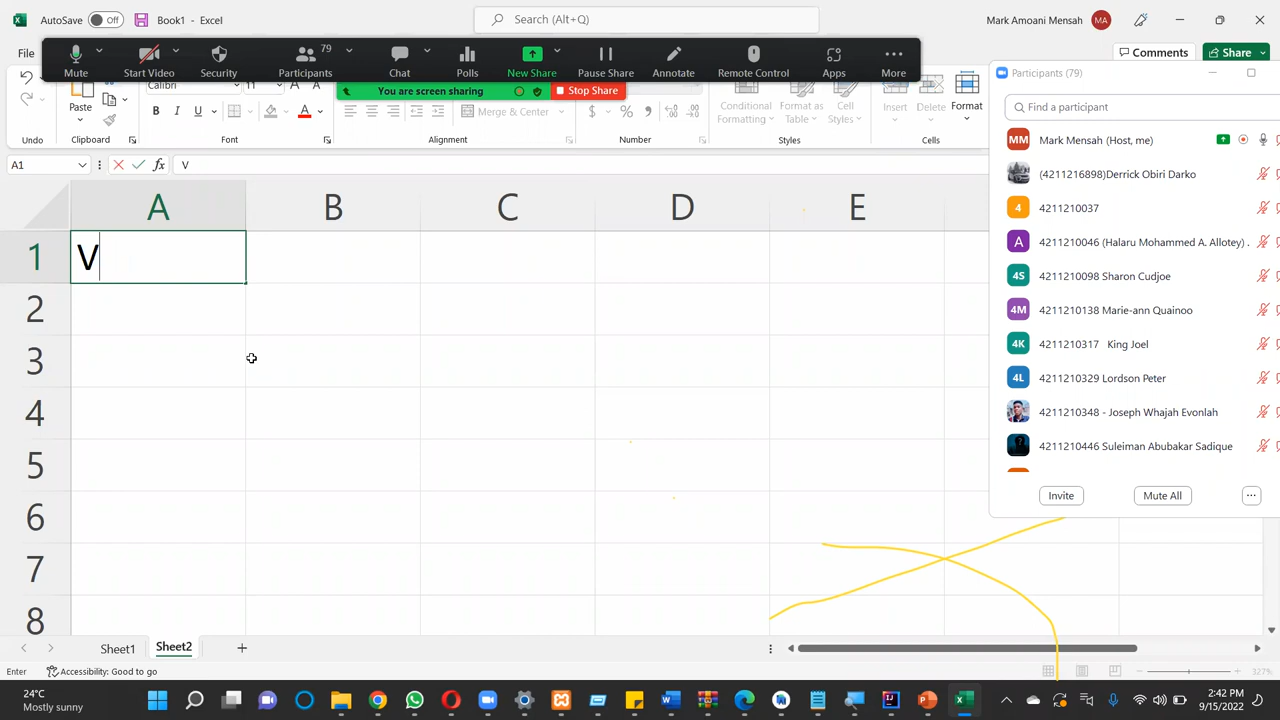 AutoSave Off Book1 - Excel Search (Alt+Q) Mark Amoani Mensah MA
File Comments Share
Mute Start Video Security Participants 79 Chat Polls New Share Pause Share Annotate Remote Control Apps More
You are screen sharing Stop Share
Participants (79)
Find a participant
Paste Calibri A A
B I U A Merge & Center $ % 9 Conditional Formatting Format as Table Cell Styles Insert Delete Format
Undo Clipboard Font Alignment Number Styles Cells
A1 fx V
A B C D E
1 V
2
3
4
5
6
7
8
MM Mark Mensah (Host, me)
(4211216898)Derrick Obiri Darko
4 4211210037
A 4211210046 (Halaru Mohammed A. Allotey) .
4S 4211210098 Sharon Cudjoe
4M 4211210138 Marie-ann Quainoo
4K 4211210317 King Joel
4L 4211210329 Lordson Peter
4211210348 - Joseph Whajah Evonlah
4211210446 Suleiman Abubakar Sadique
Invite Mute All ...
Sheet1 Sheet2 +
Enter Accessibility: Good to go 327%
24°C
Mostly sunny
2:42 PM
9/15/2022